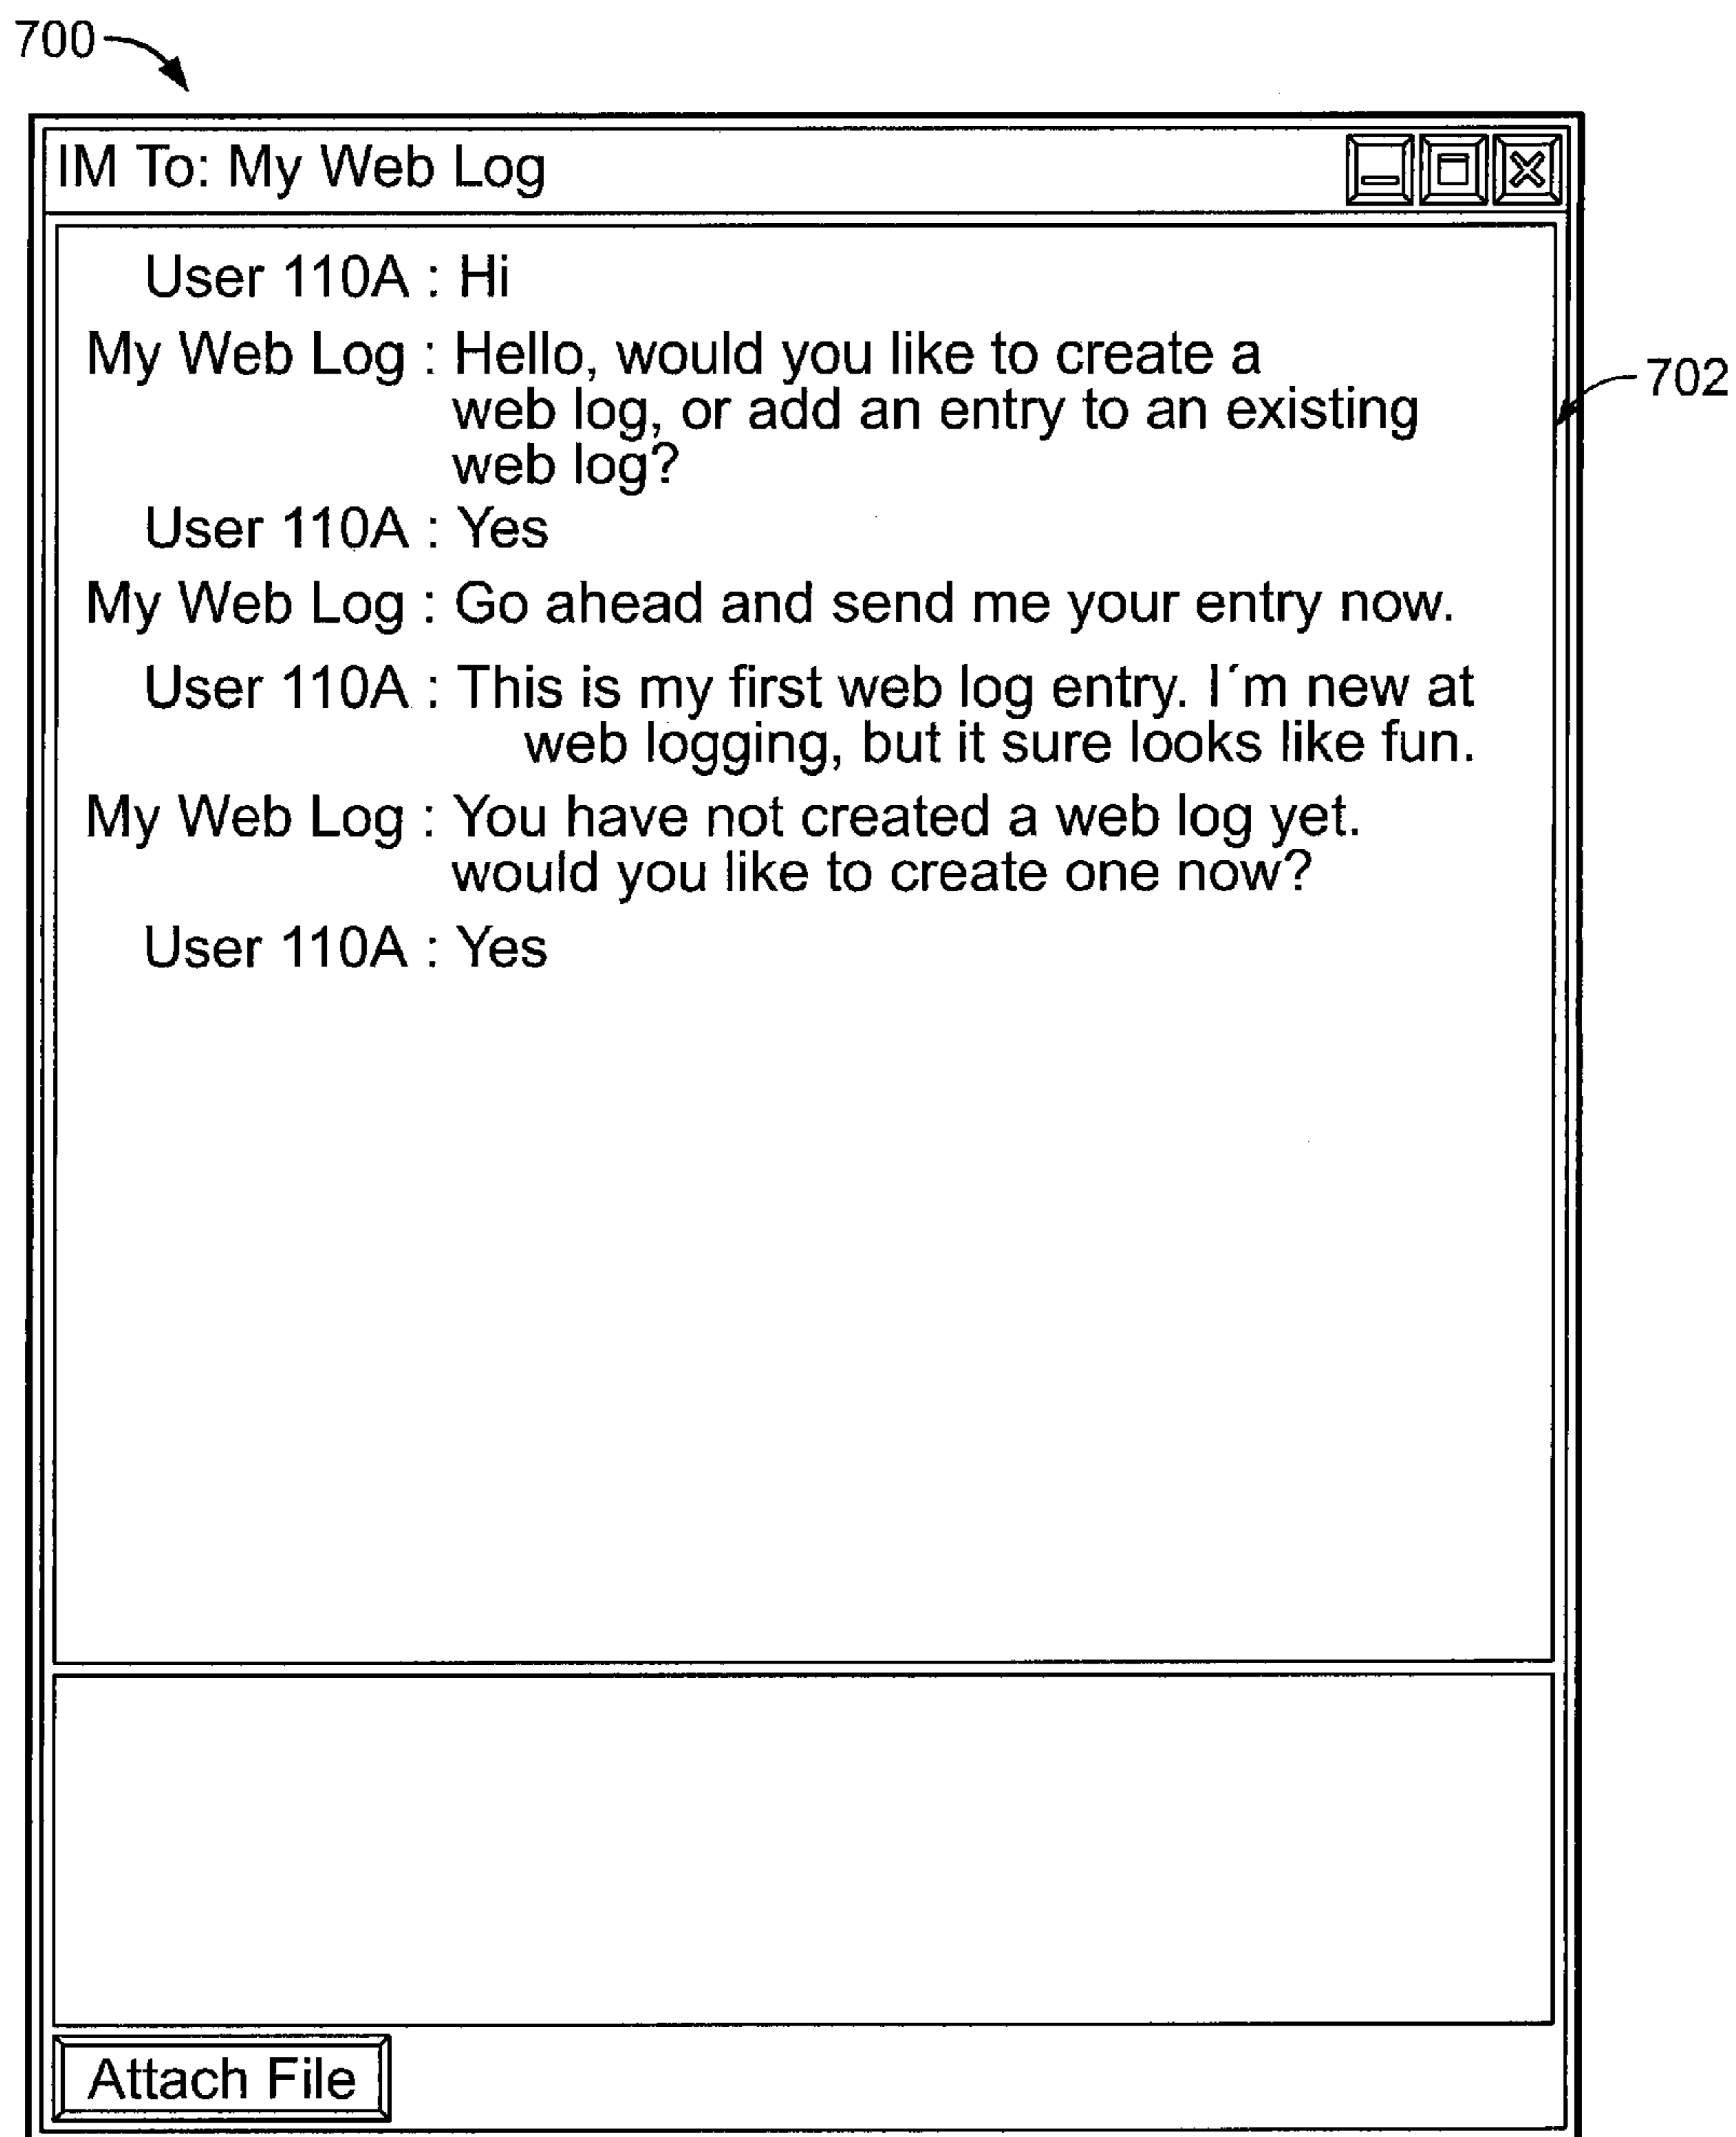 700
IM To: My Web Log
User 110A : Hi
My Web Log : Hello, would you like to create a
702
web log, or add an entry to an existing
web log?
User 110A : Yes
My Web Log : Go ahead and send me your entry now.
User 110A : This is my first web log entry. I´m new at
web logging, but it sure looks like fun.
My Web Log : You have not created a web log yet.
would you like to create one now?
User 110A : Yes
Attach File